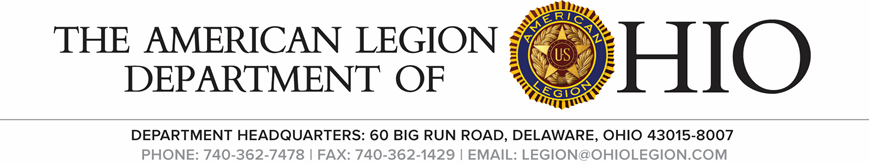 THE AMERICAN LEGION
DEPARTMENT OF HIO
AMERICAN
US
LEGION
DEPARTMENT HEADQUARTERS: 60 BIG RUN ROAD, DELAWARE, OHIO 43015-8007
PHONE: 740-362-7478 | FAX: 740-362-1429 | EMAIL: LEGION@OHIOLEGION.COM